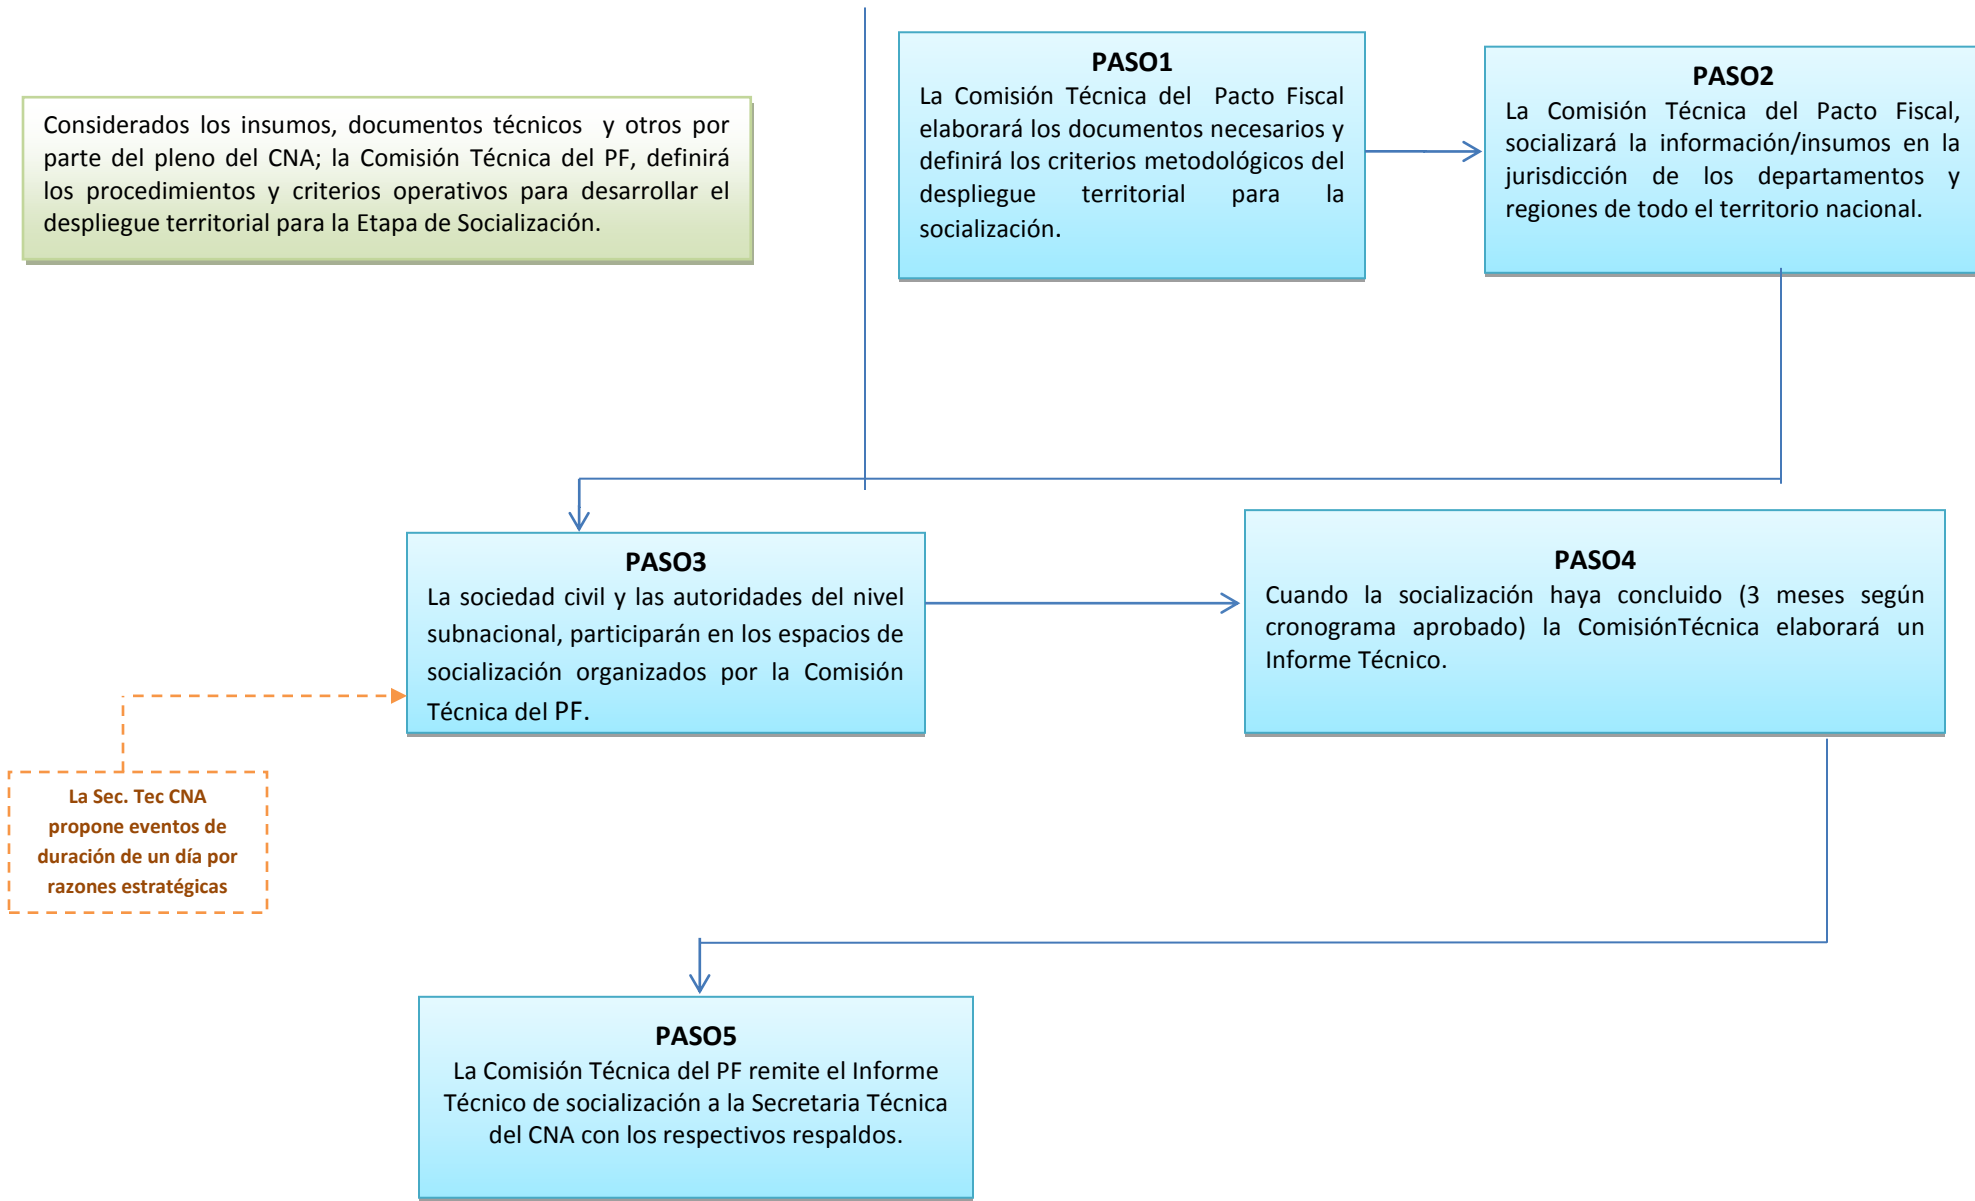 Considerados los insumos, documentos técnicos y otros por
parte del pleno del CNA; la Comisión Técnica del PF, definirá
los procedimientos y criterios operativos para desarrollar el
despliegue territorial para la Etapa de Socialización.
PASO1
La Comisión Técnica del Pacto Fiscal
elaborará los documentos necesarios y
definirá los criterios metodológicos del
despliegue territorial para la
socialización.
PASO2
La Comisión Técnica del Pacto Fiscal,
socializará la información/insumos en la
jurisdicción de los departamentos y
regiones de todo el territorio nacional.
PASO3
La sociedad civil y las autoridades del nivel
subnacional, participarán en los espacios de
socialización organizados por la Comisión
Técnica del PF.
PASO4
Cuando la socialización haya concluido (3 meses según
cronograma aprobado) la ComisiónTécnica elaborará un
Informe Técnico.
La Sec. Tec CNA
propone eventos de
duración de un día por
razones estratégicas
PASO5
La Comisión Técnica del PF remite el Informe
Técnico de socialización a la Secretaria Técnica
del CNA con los respectivos respaldos.